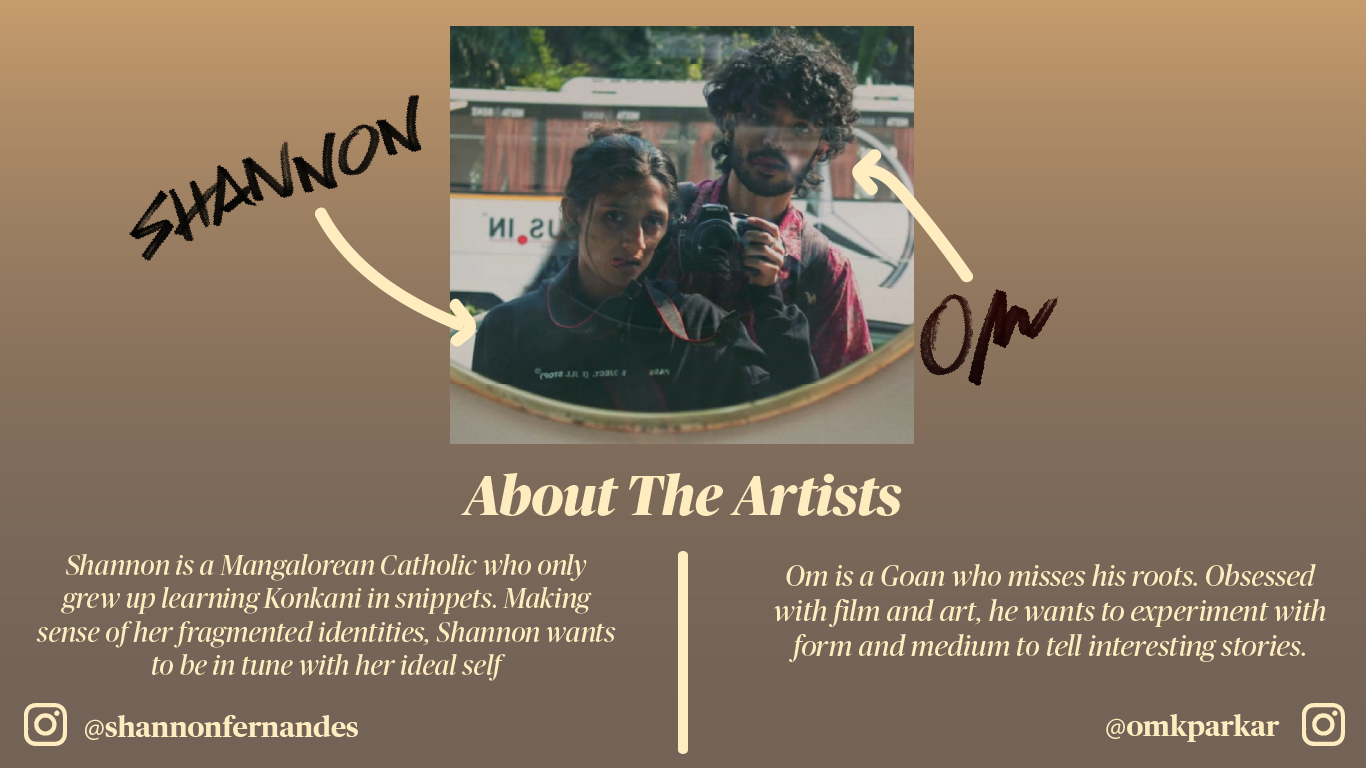 SHANNON
OM
US.IN
About The Artists
Shannon is a Mangalorean Catholic who only
grew up learning Konkani in snippets. Making
sense of her fragmented identities, Shannon wants
to be in tune with her ideal self
@shannonfernandes
Om is a Goan who misses his roots. Obsessed
with film and art, he wants to experiment with
form and medium to tell interesting stories.
@omkparkar